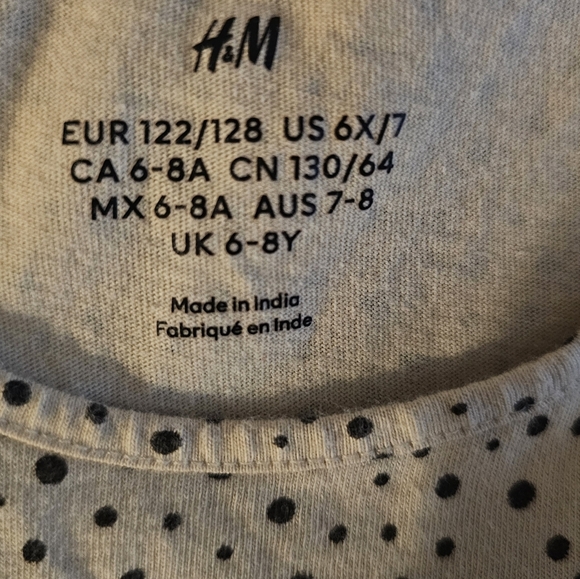 H&M
EUR 122/128 US 6X/7
CA 6-8A CN 130/64
MX 6-8A AUS 7-8
UK 6-8Y
Made in India
Fabriqué en Inde